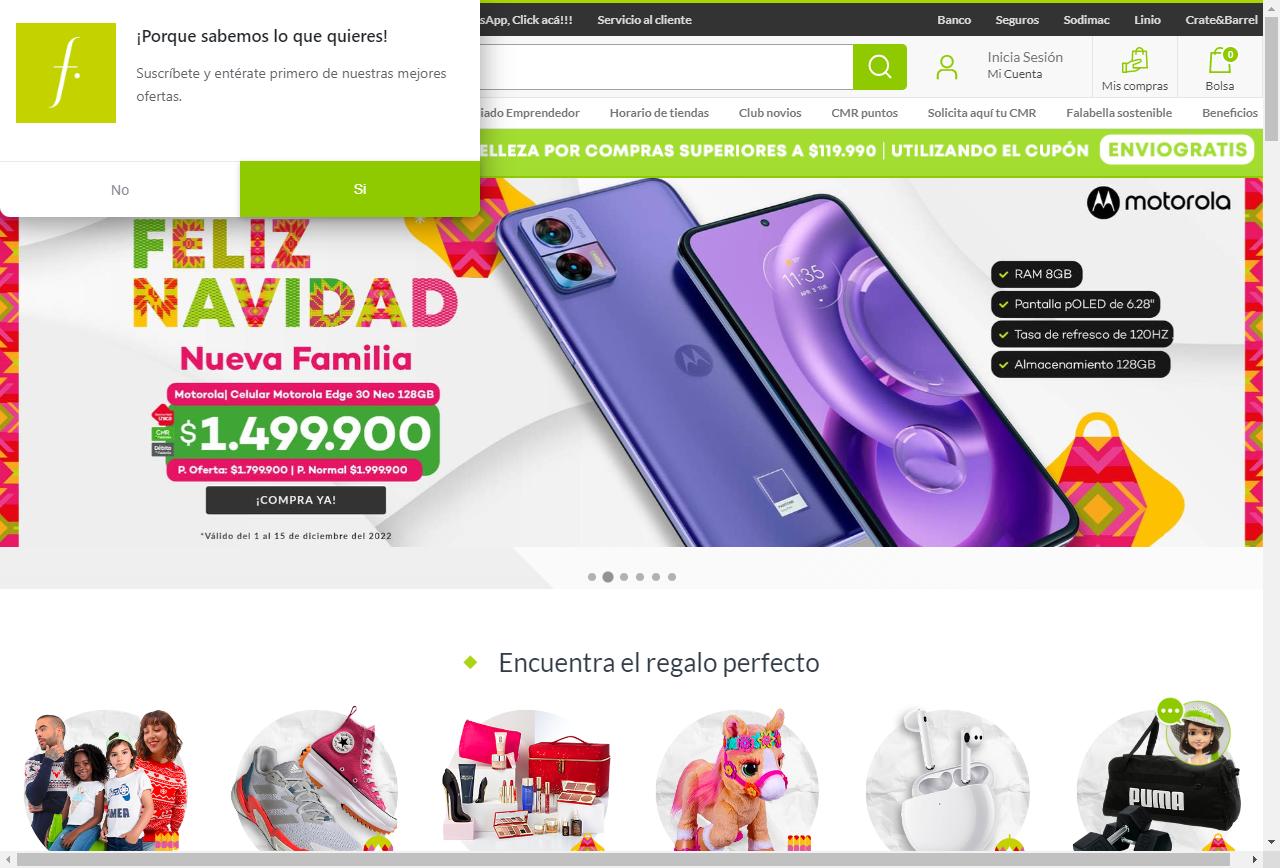 ¡Porque sabemos lo que quieres!
Suscríbete y entérate primero de nuestras mejores
ofertas.
No
Si
sApp, Click acá!!!
Servicio al cliente
Banco
Seguros
Sodimac
Linio
Crate&Barrel
Inicia Sesión
Mi Cuenta
Mis compras
0
Bolsa
iado Emprendedor
Horario de tiendas
Club novios
CMR puntos
Solicita aquí tu CMR
Falabella sostenible
Beneficios
ELLEZA POR COMPRAS SUPERIORES A $119.990 | UTILIZANDO EL CUPÓN ENVIOGRATIS
FELIZ
NAVIDAD
Nueva Familia
Motorola| Celular Motorola Edge 30 Neo 128GB
CMR
Débito
$1.499.900
P. Oferta: $1.799.900 | P. Normal $1.999.900
¡COMPRA YA!
*Válido del 1 al 15 de diciembre del 2022
11:35
motorola
RAM 8GB
Pantalla pOLED de 6.28"
Tasa de refresco de 120HZ
Almacenamiento 128GB
PANTONE
Encuentra el regalo perfecto
PUMA